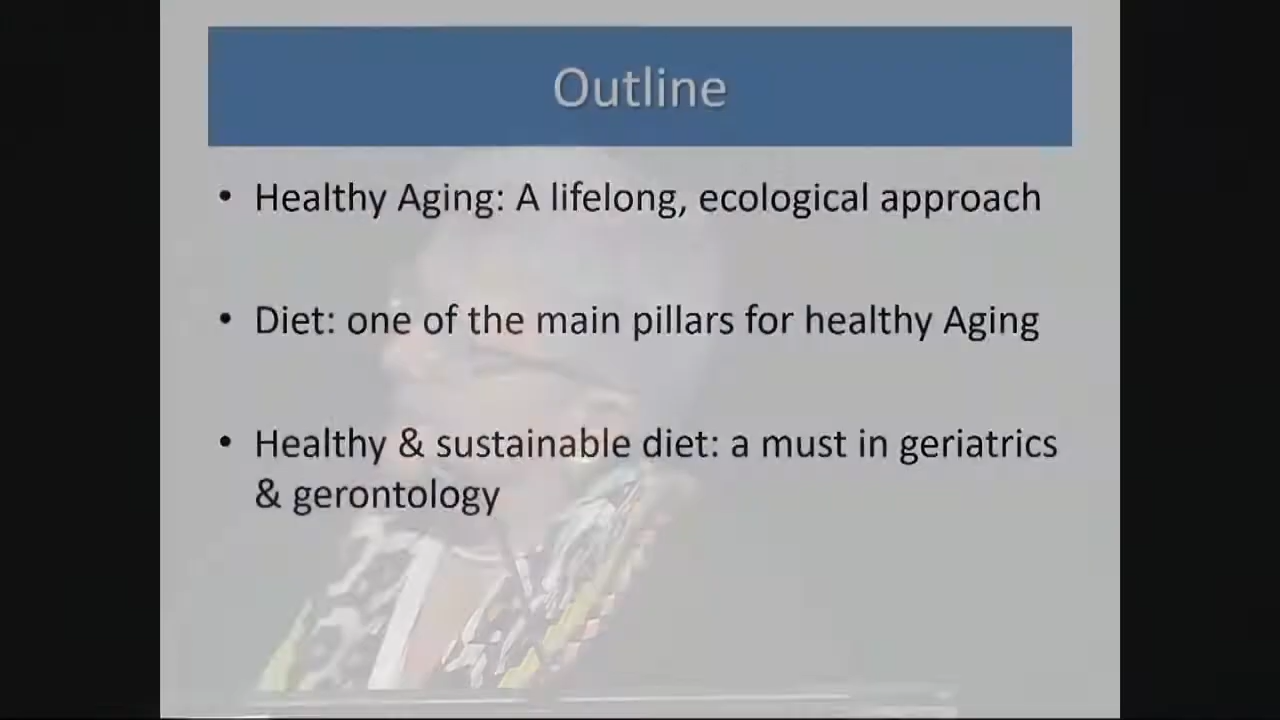 Outline
• Healthy Aging: A lifelong, ecological approach
• Diet: one of the main pillars for healthy Aging
• Healthy & sustainable diet: a must in geriatrics
& gerontology